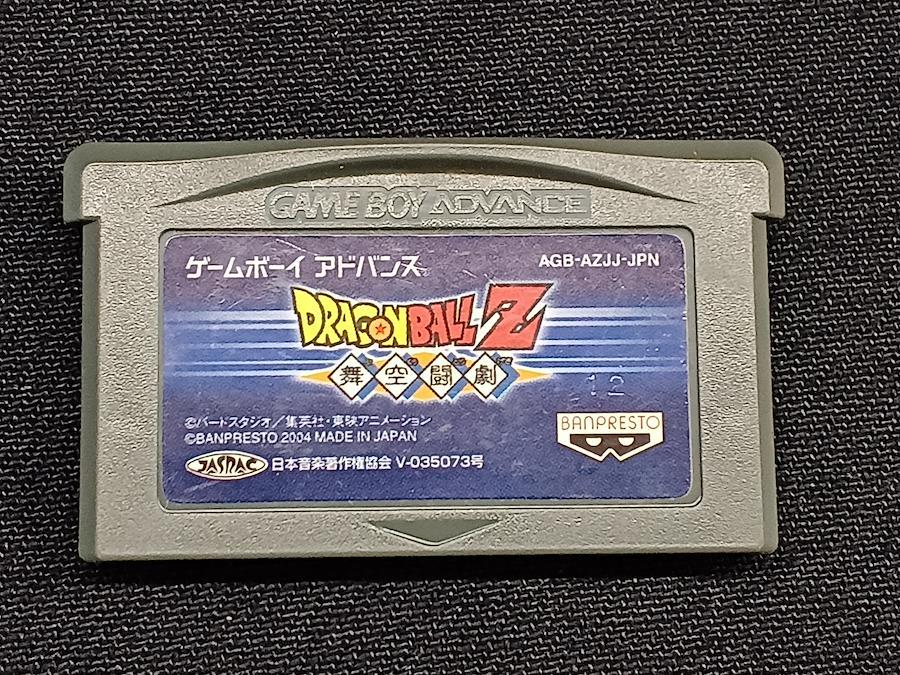 GAME BOY ADVANCE
ゲームボーイ アドバンス
AGB-AZJJ-JPN
DRAGONBALL Z
舞空闘劇
12
BANPRESTO
©バードスタジオ／集英社・東映アニメーション
©BANPRESTO 2004 MADE IN JAPAN
JASRAC 日本音楽著作権協会 V-035073号